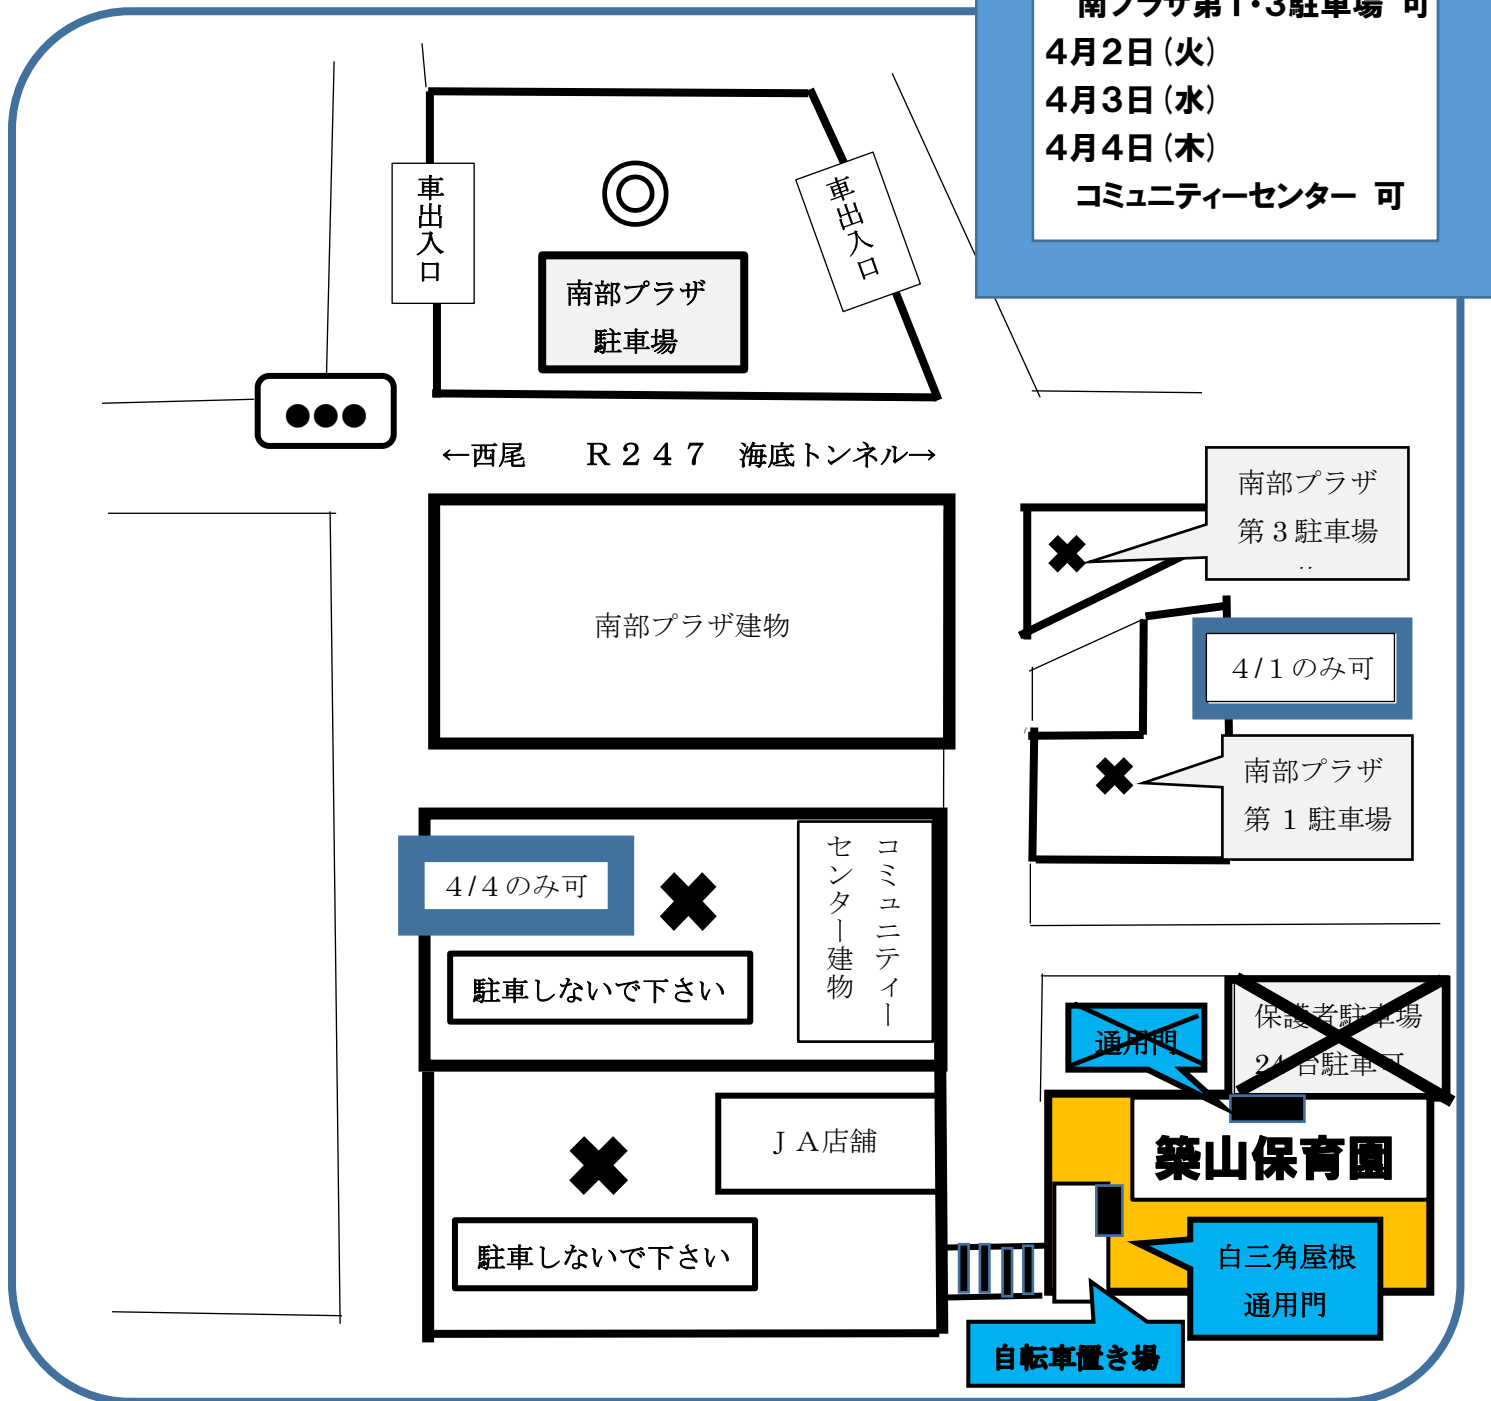 南プラザ第1・3駐車場 可
4月2日(火)
4月3日(水)
4月4日(木)
コミュニティーセンター 可
車出入口
車出入口
南部プラザ
駐車場
←西尾 R247 海底トンネル→
南部プラザ
第3駐車場
南部プラザ建物
4/1のみ可
南部プラザ
第1駐車場
コミュニティー
センター建物
4/4のみ可
駐車しないで下さい
保護者駐車場
24台駐車可
通用門
JA店舗
築山保育園
駐車しないで下さい
白三角屋根
通用門
自転車置き場